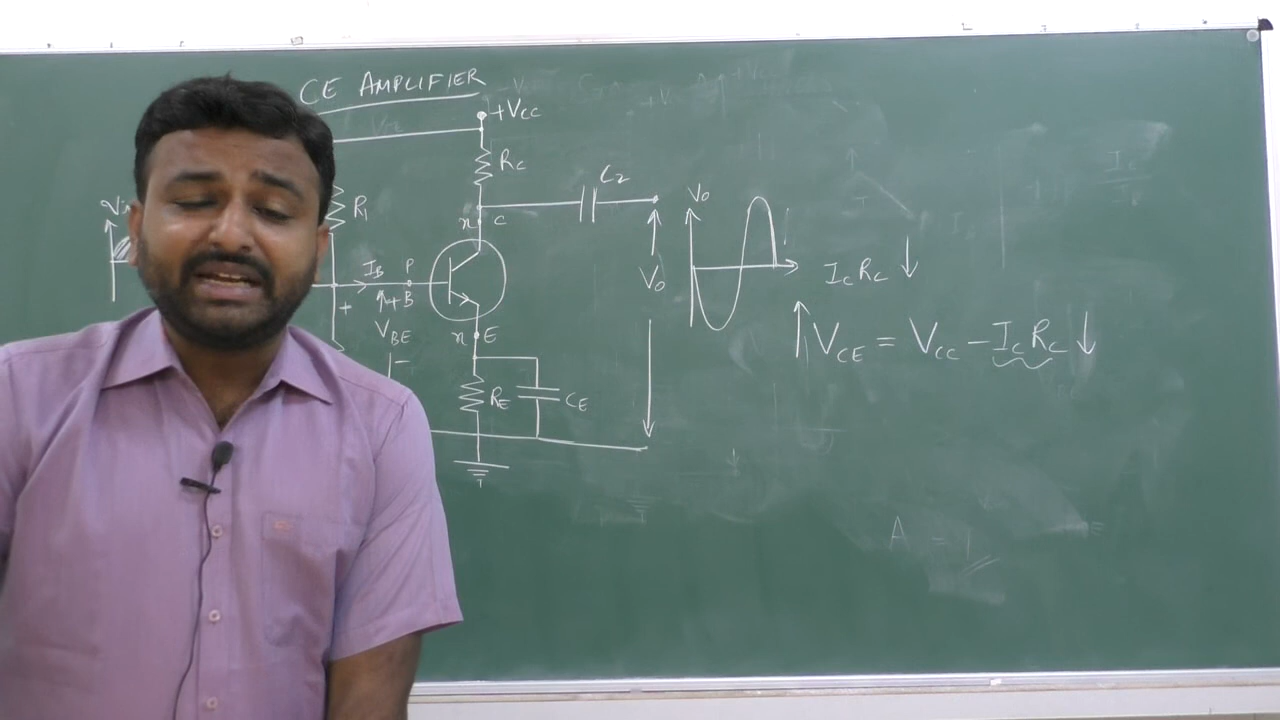 CE AMPLIFIER
+VCC
RC
C2
R1
n C
Vo
IB P
+ B
+
VBE
-
n E
RE
CE
Vo
ICRC ↓
↑ VCE = VCC - ICRC ↓